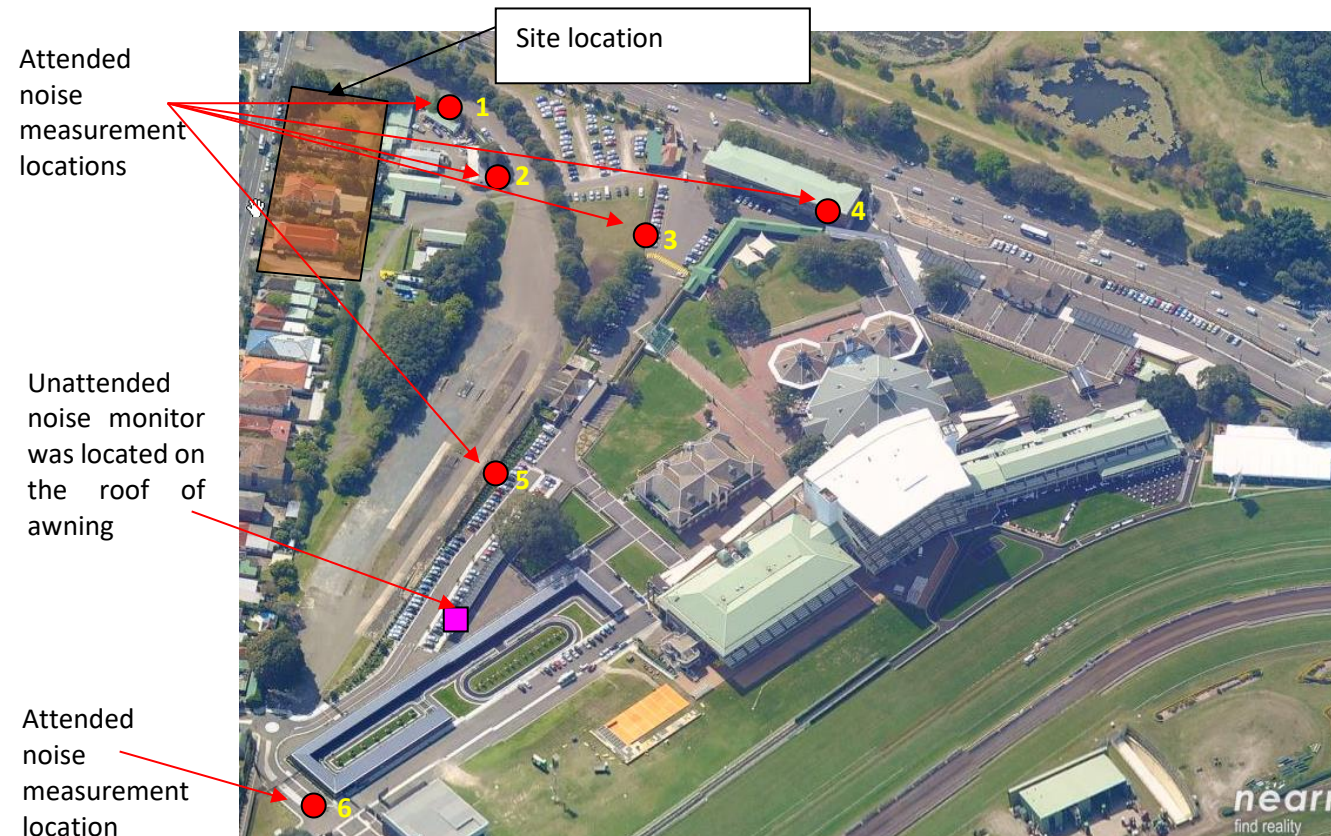 Site location
Attended
noise
measurement
locations
1
2
3
4
Unattended
noise monitor
was located on
the roof of
awning
5
Attended
noise
measurement
location
6
nearm
find reality